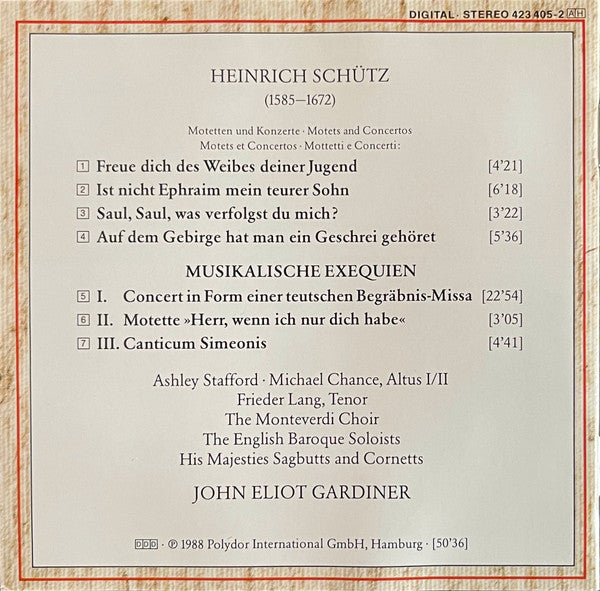 DIGITAL · STEREO 423 405-2 AH
HEINRICH SCHÜTZ
(1585–1672)
Motetten und Konzerte · Motets and Concertos
Motets et Concertos · Mottetti e Concerti:
1 Freue dich des Weibes deiner Jugend [4'21]
2 Ist nicht Ephraim mein teurer Sohn [6'18]
3 Saul, Saul, was verfolgst du mich? [3'22]
4 Auf dem Gebirge hat man ein Geschrei gehöret [5'36]
MUSIKALISCHE EXEQUIEN
5 I. Concert in Form einer teutschen Begräbnis-Missa [22'54]
6 II. Motette »Herr, wenn ich nur dich habe« [3'05]
7 III. Canticum Simeonis [4'41]
Ashley Stafford · Michael Chance, Altus I/II
Frieder Lang, Tenor
The Monteverdi Choir
The English Baroque Soloists
His Majesties Sagbutts and Cornetts
JOHN ELIOT GARDINER
DDD · ℗ 1988 Polydor International GmbH, Hamburg · [50'36]